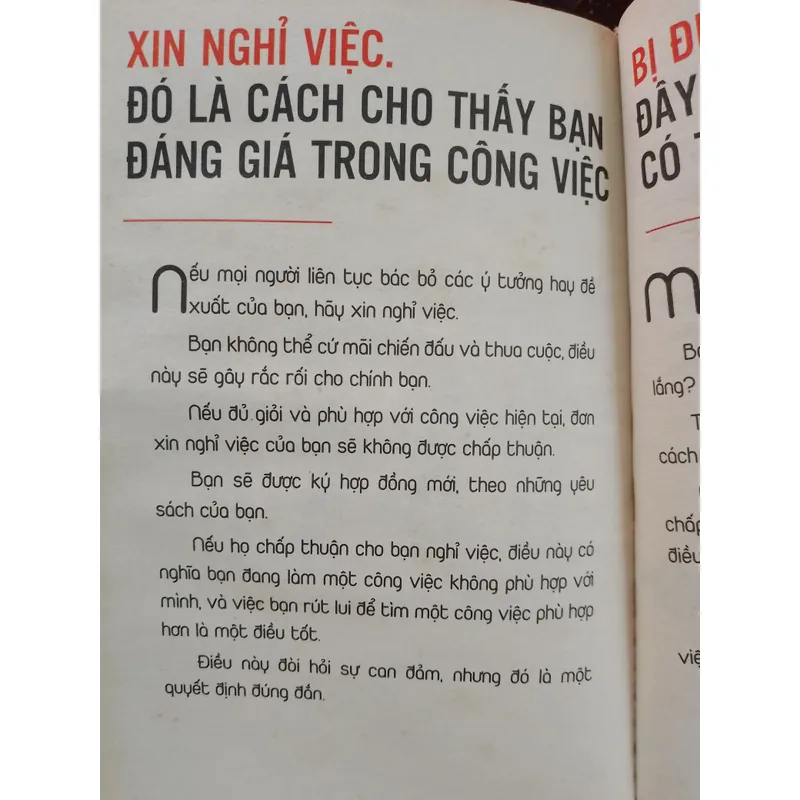 XIN NGHỈ VIỆC.
ĐÓ LÀ CÁCH CHO THẤY BẠN
ĐÁNG GIÁ TRONG CÔNG VIỆC
Nếu mọi người liên tục bác bỏ các ý tưởng hay đề
xuất của bạn, hãy xin nghỉ việc.
Bạn không thể cứ mãi chiến đấu và thua cuộc, điều
này sẽ gây rắc rối cho chính bạn.
Nếu đủ giỏi và phù hợp với công việc hiện tại, đơn
xin nghỉ việc của bạn sẽ không được chấp thuận.
Bạn sẽ được ký hợp đồng mới, theo những yêu
sách của bạn.
Nếu họ chấp thuận cho bạn nghỉ việc, điều này có
nghĩa bạn đang làm một công việc không phù hợp với
mình, và việc bạn rút lui để tìm một công việc phù hợp
hơn là một điều tốt.
Điều này đòi hỏi sự can đảm, nhưng đó là một
quyết định đúng đắn.
BỊ
ĐÂY
CÓ
lắng?
cách
chấp
điều
việ